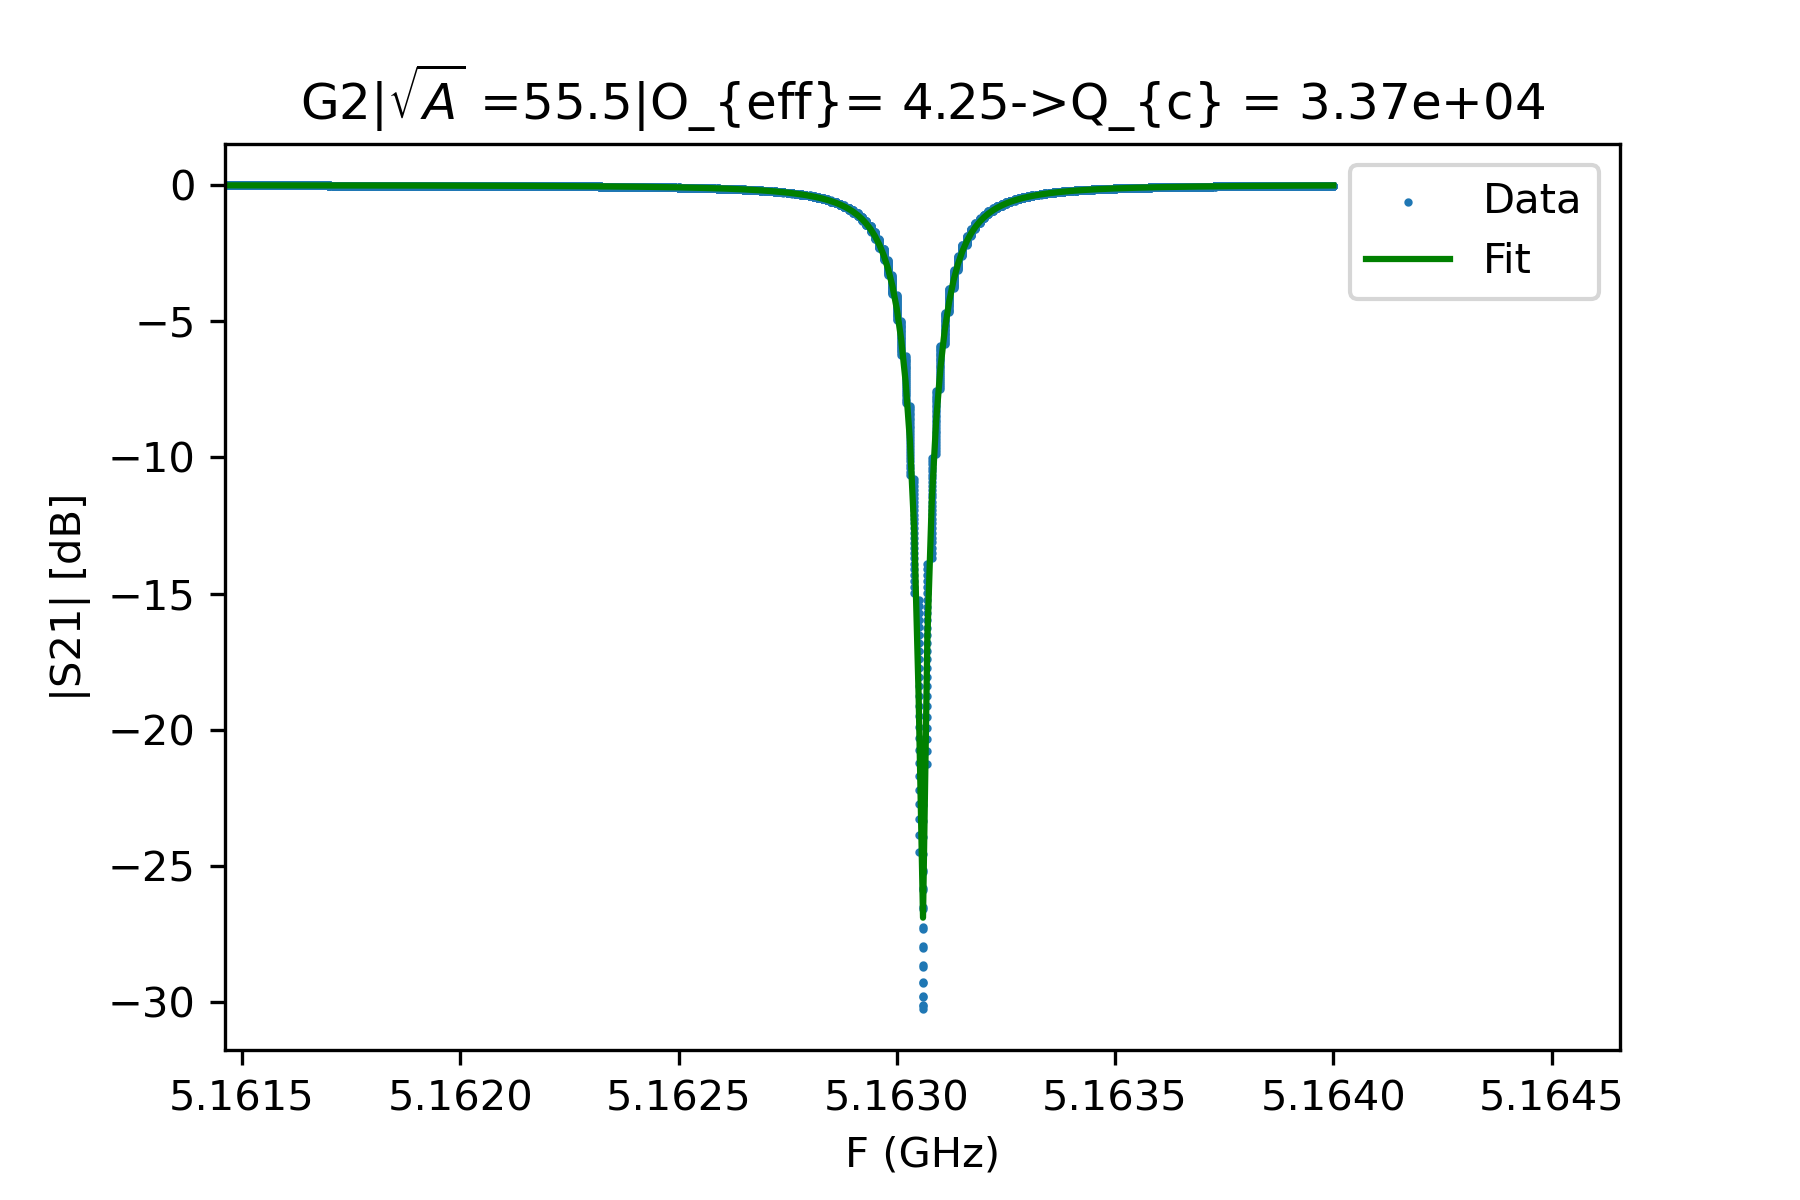 G2|√A =55.5|O_{eff}= 4.25->Q_{c} = 3.37e+04
Data
Fit
|S21| [dB]
0
−5
−10
−15
−20
−25
−30
5.1615 5.1620 5.1625 5.1630 5.1635 5.1640 5.1645
F (GHz)